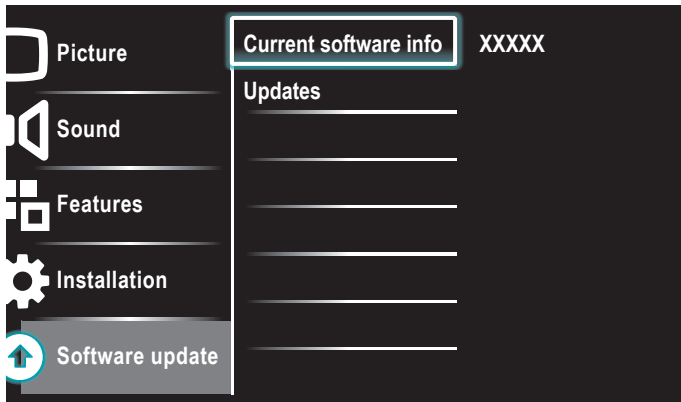 Picture
Sound
Features
Installation
Software update
Current software info
Updates
XXXXX